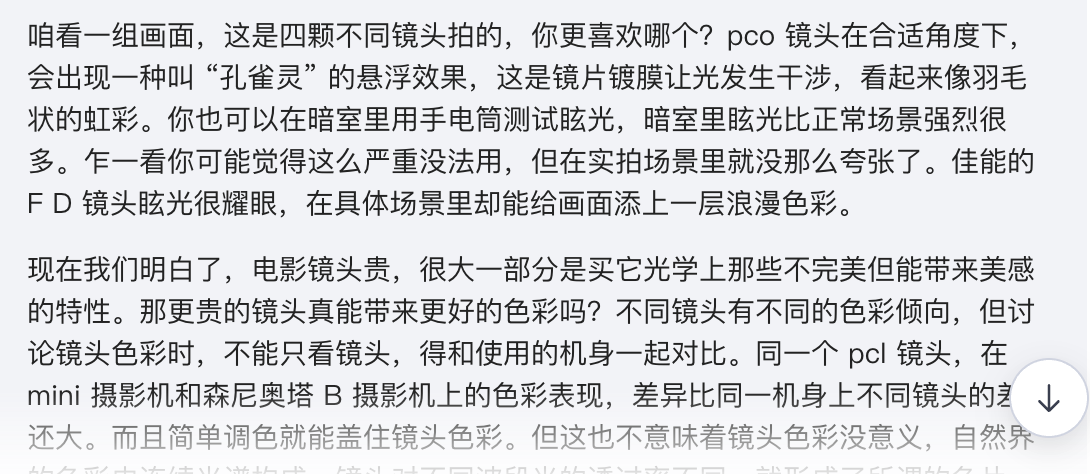 咱看一组画面，这是四颗不同镜头拍的，你更喜欢哪个？pco 镜头在合适角度下，
会出现一种叫 “孔雀灵” 的悬浮效果，这是镜片镀膜让光发生干涉，看起来像羽毛
状的虹彩。你也可以在暗室里用手电筒测试眩光，暗室里眩光比正常场景强烈很
多。乍一看你可能觉得这么严重没法用，但在实拍场景里就没那么夸张了。佳能的
F D 镜头眩光很耀眼，在具体场景里却能给画面添上一层浪漫色彩。
现在我们明白了，电影镜头贵，很大一部分是买它光学上那些不完美但能带来美感
的特性。那更贵的镜头真能带来更好的色彩吗？不同镜头有不同的色彩倾向，但讨
论镜头色彩时，不能只看镜头，得和使用的机身一起对比。同一个 pcl 镜头，在
mini 摄影机和森尼奥塔 B 摄影机上的色彩表现，差异比同一机身上不同镜头的差
还大。而且简单调色就能盖住镜头色彩。但这也不意味着镜头色彩没意义，自然界